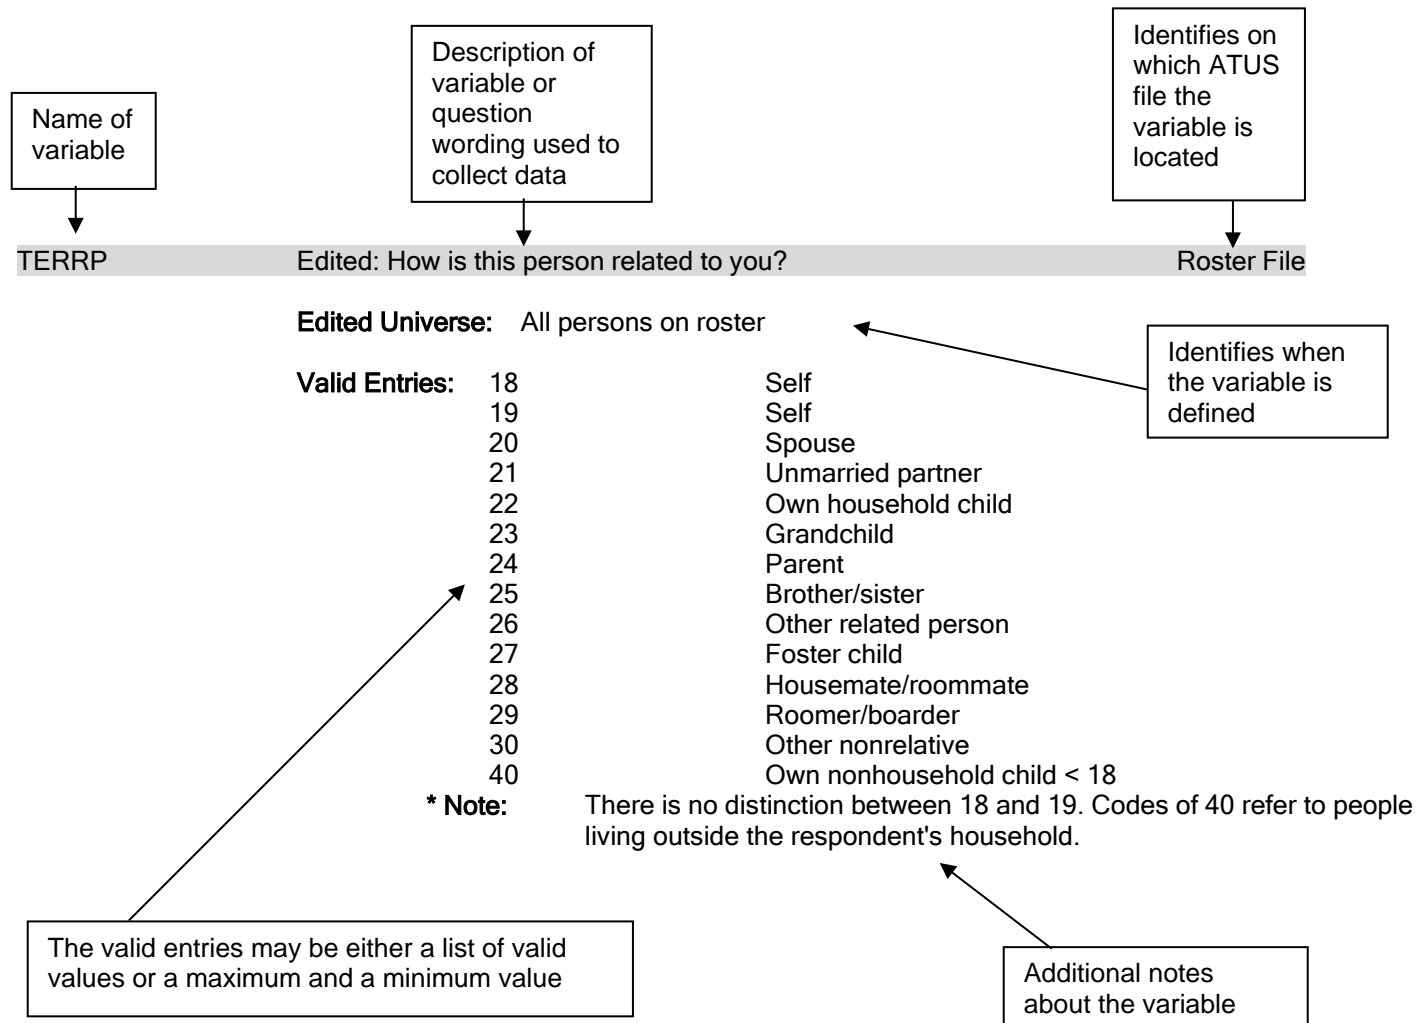 Name of
variable
Description of
variable or
question
wording used to
collect data
Identifies on
which ATUS
file the
variable is
located
TERRP Edited: How is this person related to you? Roster File
Edited Universe: All persons on roster
Identifies when
the variable is
defined
Valid Entries: 18 Self
19 Self
20 Spouse
21 Unmarried partner
22 Own household child
23 Grandchild
24 Parent
25 Brother/sister
26 Other related person
27 Foster child
28 Housemate/roommate
29 Roomer/boarder
30 Other nonrelative
40 Own nonhousehold child < 18
* Note: There is no distinction between 18 and 19. Codes of 40 refer to people
living outside the respondent's household.
The valid entries may be either a list of valid
values or a maximum and a minimum value
Additional notes
about the variable